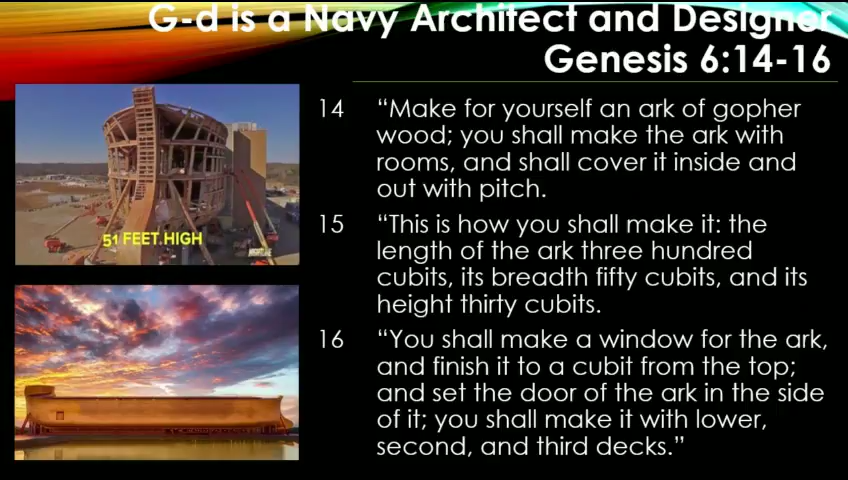 G-d is a Navy Architect and Designer
Genesis 6:14-16
51 FEET HIGH
14 “Make for yourself an ark of gopher
wood; you shall make the ark with
rooms, and shall cover it inside and
out with pitch.
15 “This is how you shall make it: the
length of the ark three hundred
cubits, its breadth fifty cubits, and its
height thirty cubits.
16 “You shall make a window for the ark,
and finish it to a cubit from the top;
and set the door of the ark in the side
of it; you shall make it with lower,
second, and third decks.”